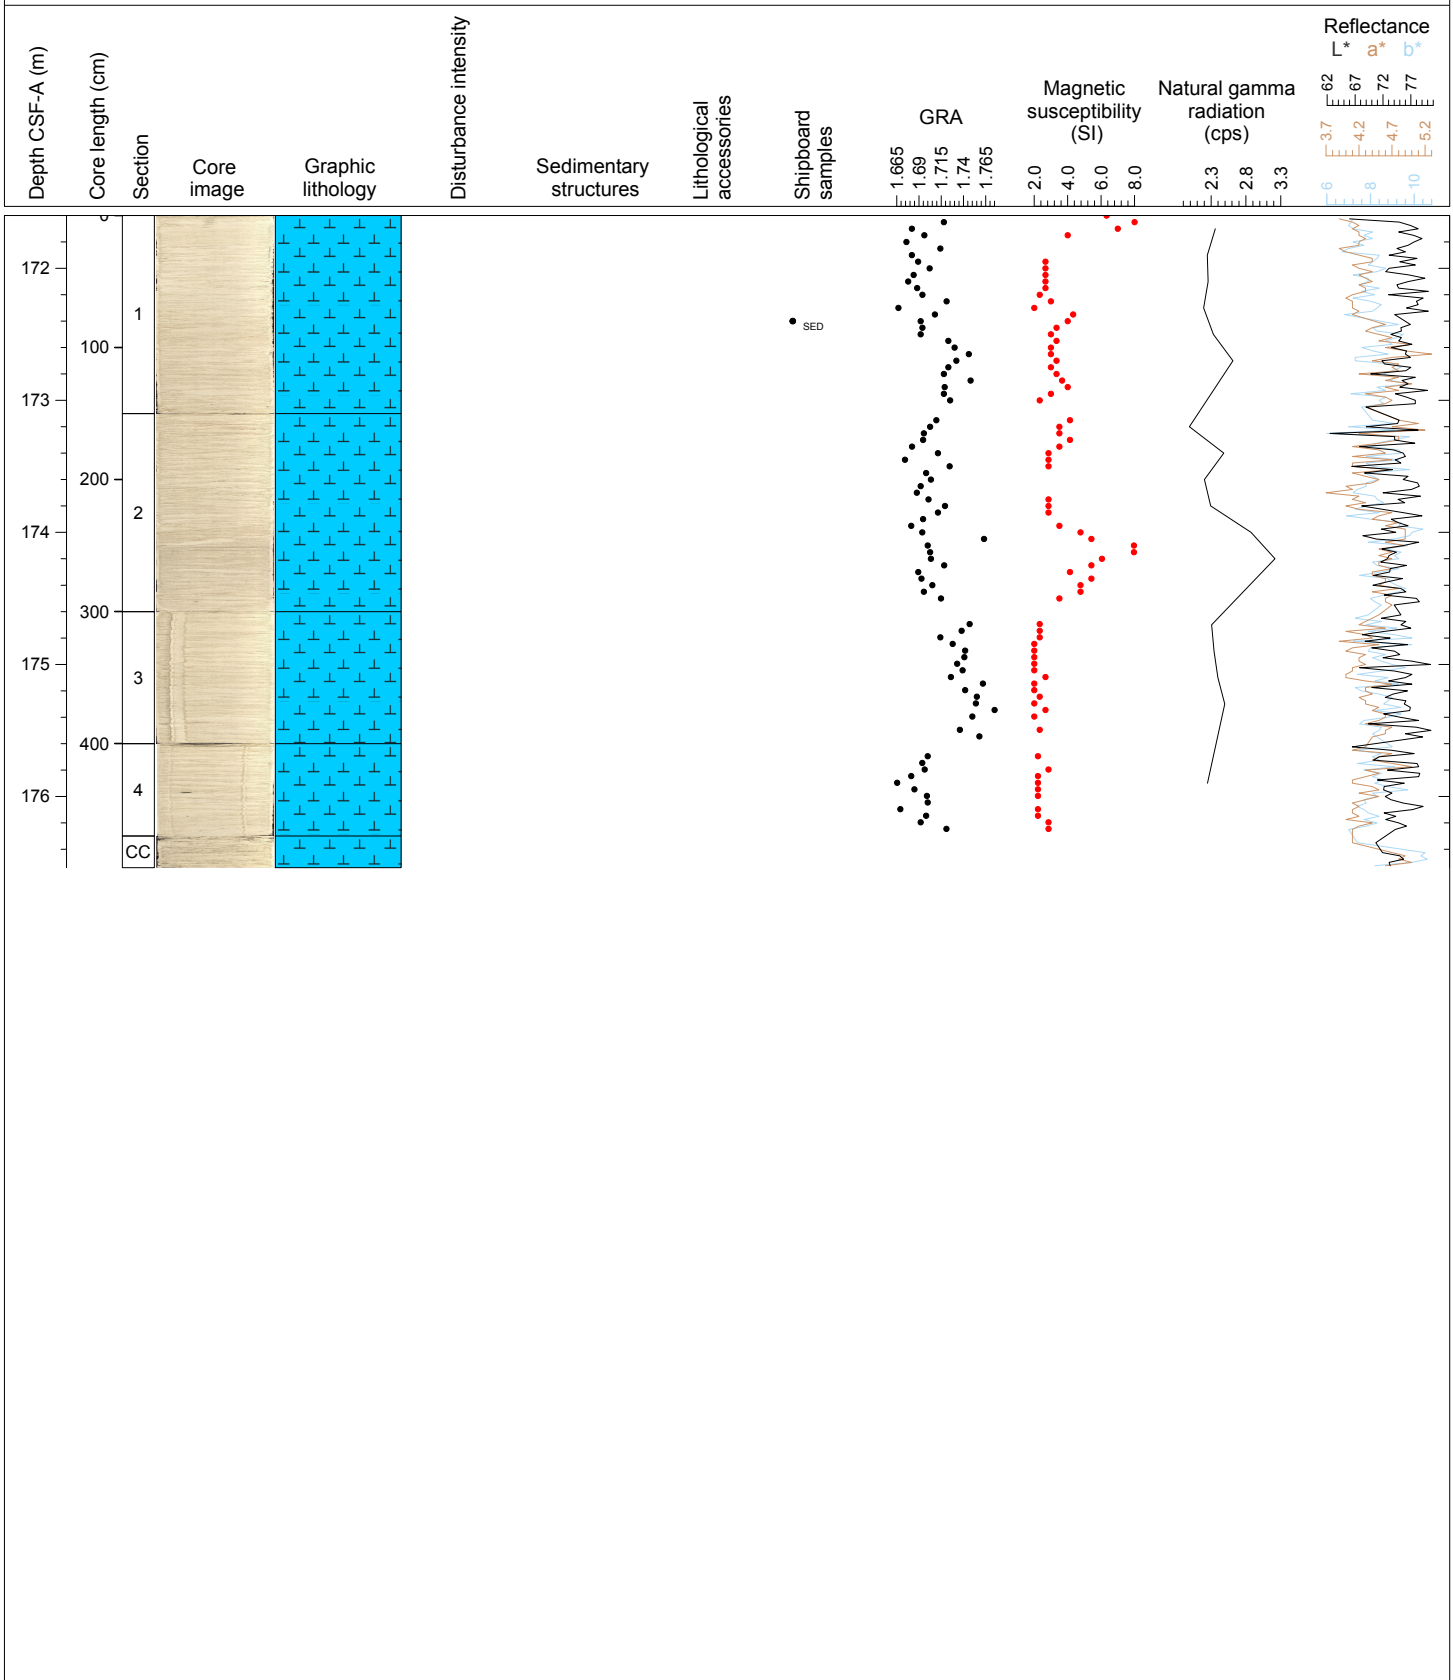 Depth CSF-A (m)
Core length (cm)
Section
Core
image
Graphic
lithology
Disturbance intensity
Sedimentary
structures
Lithological
accessories
Shipboard
samples
GRA
1.665
1.69
1.715
1.74
1.765
Magnetic
susceptibility
(SI)
2.0
4.0
6.0
8.0
Natural gamma
radiation
(cps)
2.3
2.8
3.3
Reflectance
L* a* b*
62
67
72
77
3.7
4.2
4.7
5.2
6
8
10
0
172
1
SED
100
173
200
2
174
300
175
3
400
176
4
CC